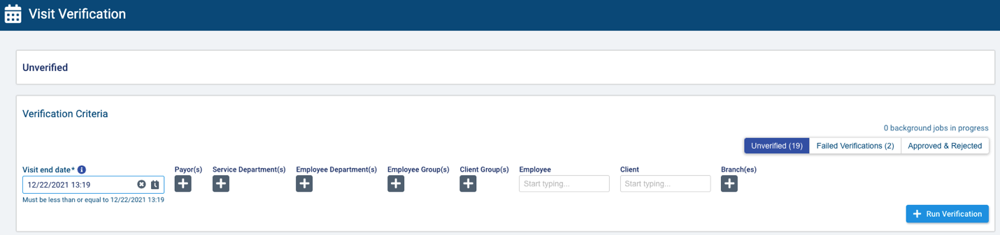 Visit Verification
Unverified
Verification Criteria
0 background jobs in progress
Unverified (19) Failed Verifications (2) Approved & Rejected
Visit end date* Payor(s) Service Department(s) Employee Department(s) Employee Group(s) Client Group(s) Employee Client Branch(es)
12/22/2021 13:19 Start typing... Start typing...
Must be less than or equal to 12/22/2021 13:19
Run Verification